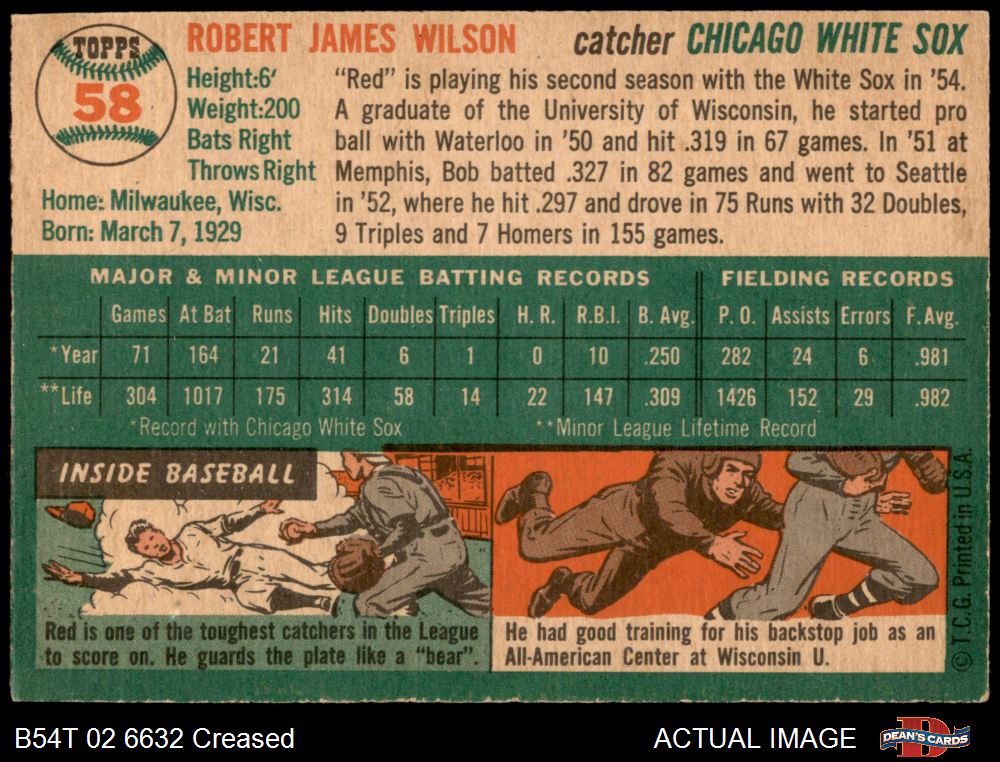 TOPPS
58
ROBERT JAMES WILSON catcher CHICAGO WHITE SOX
Height:6'
Weight:200
Bats Right
Throws Right
Home: Milwaukee, Wisc.
Born: March 7, 1929
"Red" is playing his second season with the White Sox in '54.
A graduate of the University of Wisconsin, he started pro
ball with Waterloo in '50 and hit .319 in 67 games. In '51 at
Memphis, Bob batted .327 in 82 games and went to Seattle
in '52, where he hit .297 and drove in 75 Runs with 32 Doubles,
9 Triples and 7 Homers in 155 games.
MAJOR & MINOR LEAGUE BATTING RECORDS FIELDING RECORDS
Games At Bat Runs Hits Doubles Triples H. R. R.B.I. B. Avg. P. O. Assists Errors F. Avg.
*Year 71 164 21 41 6 1 0 10 .250 282 24 6 .981
**Life 304 1017 175 314 58 14 22 147 .309 1426 152 29 .982
*Record with Chicago White Sox **Minor League Lifetime Record
INSIDE BASEBALL
Red is one of the toughest catchers in the League
to score on. He guards the plate like a "bear".
He had good training for his backstop job as an
All-American Center at Wisconsin U.
© T.C.G. Printed in U.S.A.
B54T 02 6632 Creased ACTUAL IMAGE
D
DEAN'S CARDS